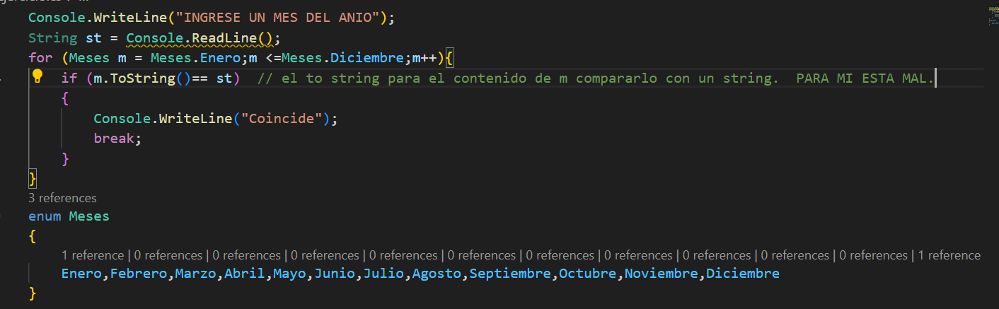 Console.WriteLine("INGRESE UN MES DEL ANIO");
String st = Console.ReadLine();
for (Meses m = Meses.Enero;m <=Meses.Diciembre;m++){
if (m.ToString()== st)  // el to string para el contenido de m compararlo con un string.  PARA MI ESTA MAL.
{
Console.WriteLine("Coincide");
break;
}
}
3 references
enum Meses
{
1 reference | 0 references | 0 references | 0 references | 0 references | 0 references | 0 references | 0 references | 0 references | 0 references | 0 references | 1 reference
Enero,Febrero,Marzo,Abril,Mayo,Junio,Julio,Agosto,Septiembre,Octubre,Noviembre,Diciembre
}